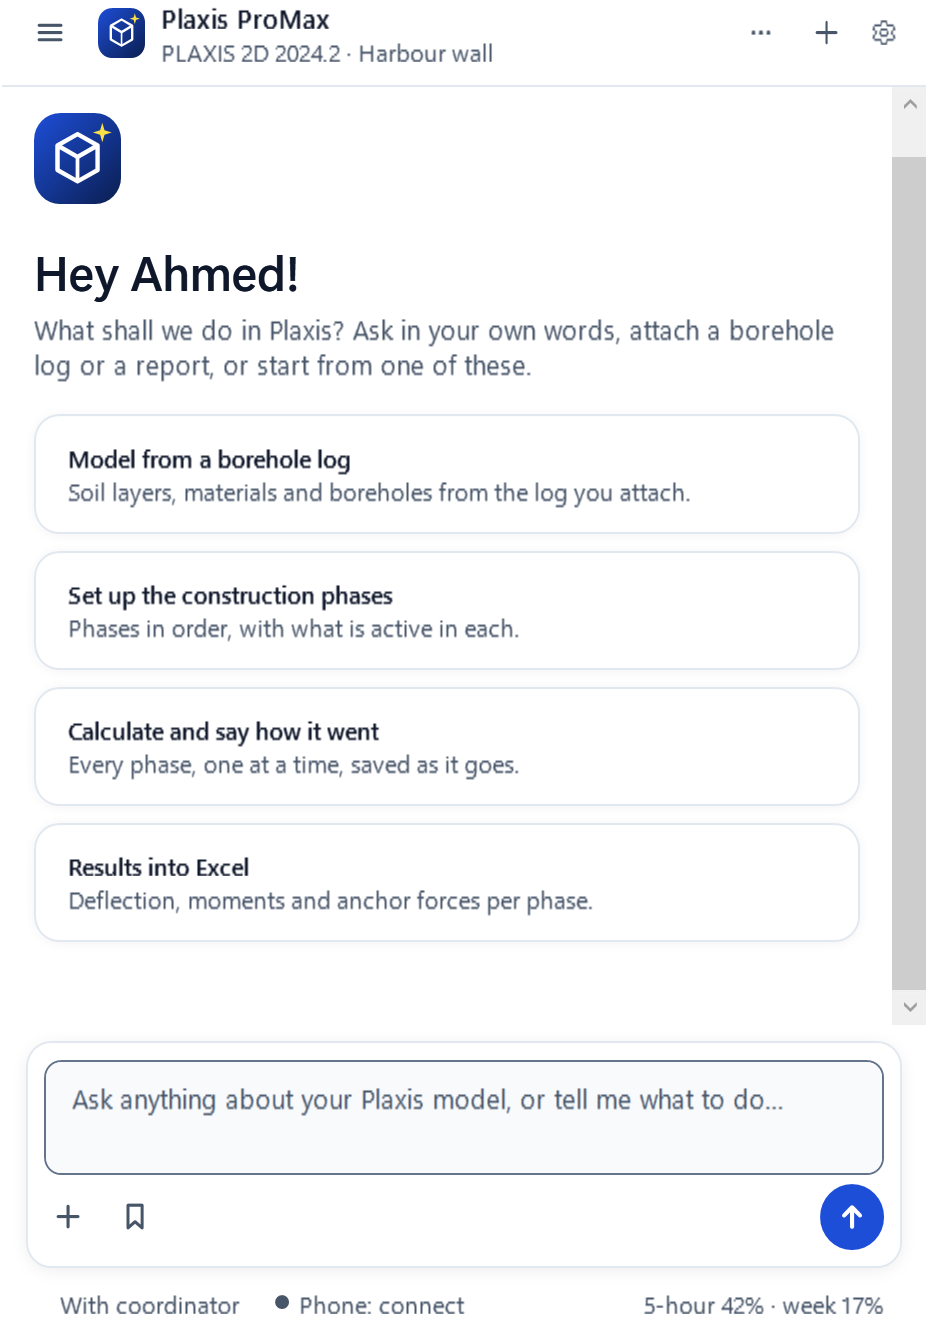 Plaxis ProMax
PLAXIS 2D 2024.2 · Harbour wall
Hey Ahmed!
What shall we do in Plaxis? Ask in your own words, attach a borehole
log or a report, or start from one of these.
Model from a borehole log
Soil layers, materials and boreholes from the log you attach.
Set up the construction phases
Phases in order, with what is active in each.
Calculate and say how it went
Every phase, one at a time, saved as it goes.
Results into Excel
Deflection, moments and anchor forces per phase.
Ask anything about your Plaxis model, or tell me what to do...
With coordinator
Phone: connect
5-hour 42% · week 17%